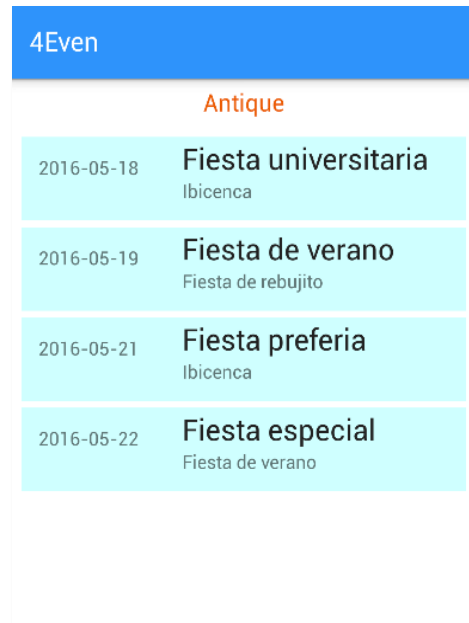 4Even
Antique
2016-05-18
Fiesta universitaria
Ibicenca
2016-05-19
Fiesta de verano
Fiesta de rebujito
2016-05-21
Fiesta preferia
Ibicenca
2016-05-22
Fiesta especial
Fiesta de verano